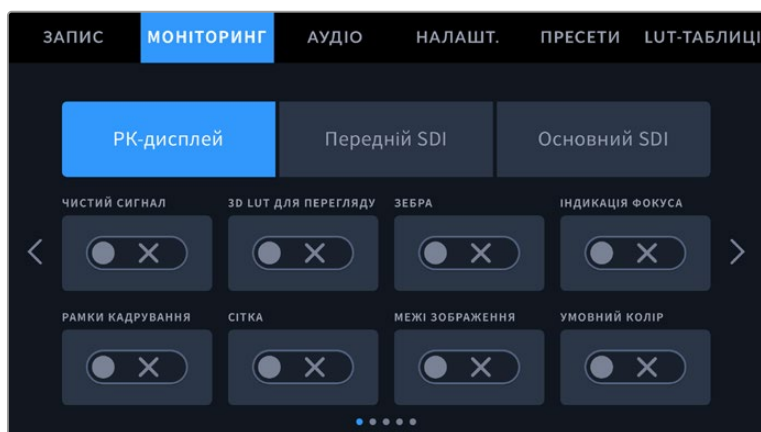 ЗАПИС МОНІТОРИНГ АУДІО НАЛАШТ. ПРЕСЕТИ LUT-ТАБЛИЦІ
РК-дисплей Передній SDI Основний SDI
ЧИСТИЙ СИГНАЛ 3D LUT ДЛЯ ПЕРЕГЛЯДУ ЗЕБРА ІНДИКАЦІЯ ФОКУСА
РАМКИ КАДРУВАННЯ СІТКА МЕЖІ ЗОБРАЖЕННЯ УМОВНИЙ КОЛІР